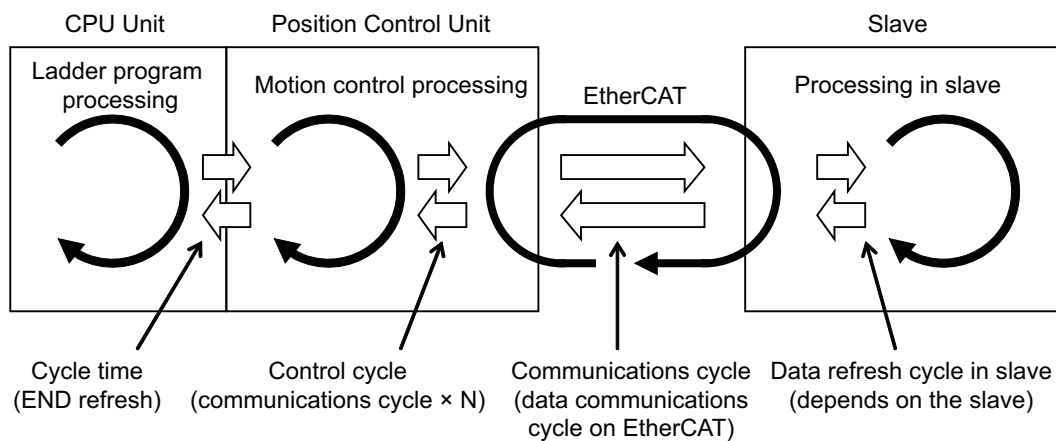 CPU Unit
Position Control Unit
Slave
Ladder program
processing
Motion control processing
EtherCAT
Processing in slave
Cycle time
(END refresh)
Control cycle
(communications cycle × N)
Communications cycle
(data communications
cycle on EtherCAT)
Data refresh cycle in slave
(depends on the slave)